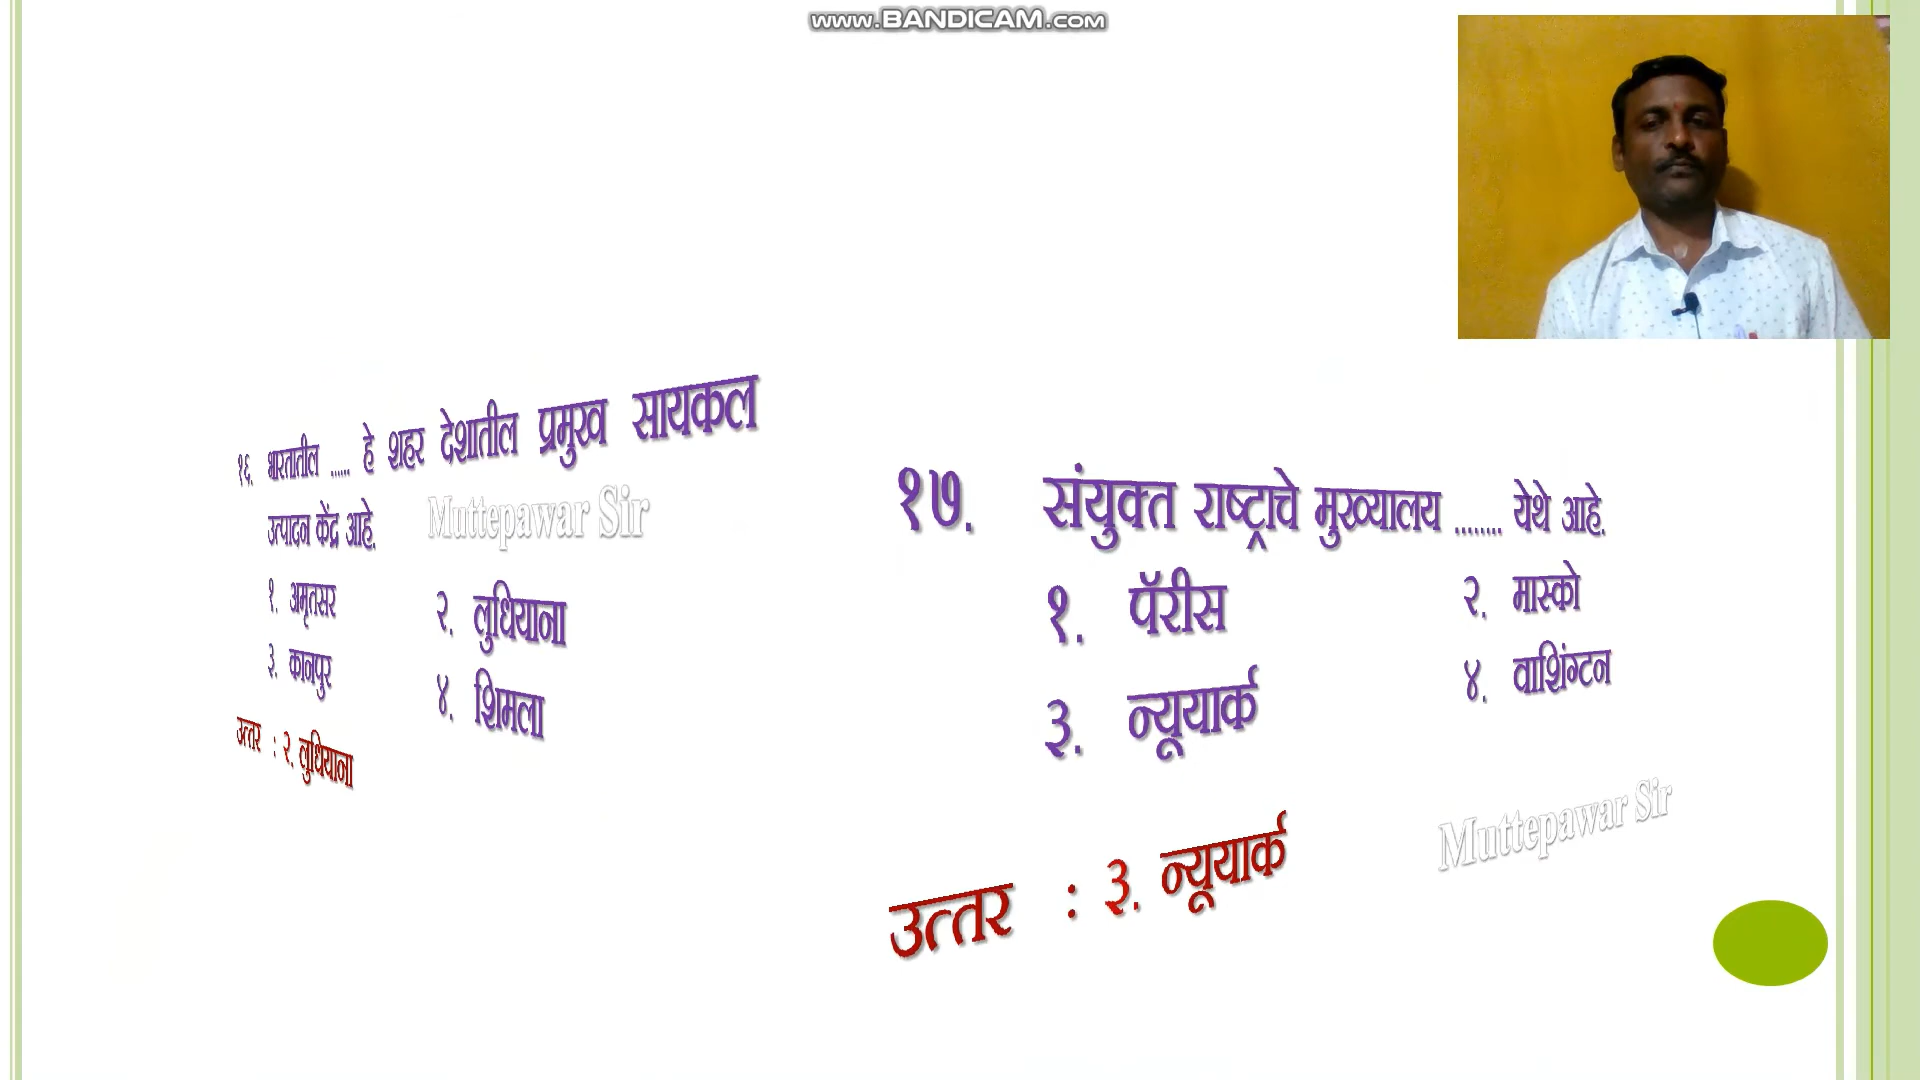 www.BANDICAM.com
१६. भारतातील ...... हे शहर देशातील प्रमुख सायकल
उत्पादन केंद्र आहे.
Muttepawar Sir
१. अमृतसर २. लुधियाना
३. कानपुर ४. शिमला
उत्तर : २. लुधियाना
१७. संयुक्त राष्ट्राचे मुख्यालय ........ येथे आहे.
१. पॅरीस २. मास्को
३. न्यूयार्क ४. वाशिंग्टन
उत्तर : ३. न्यूयार्क
Muttepawar Sir